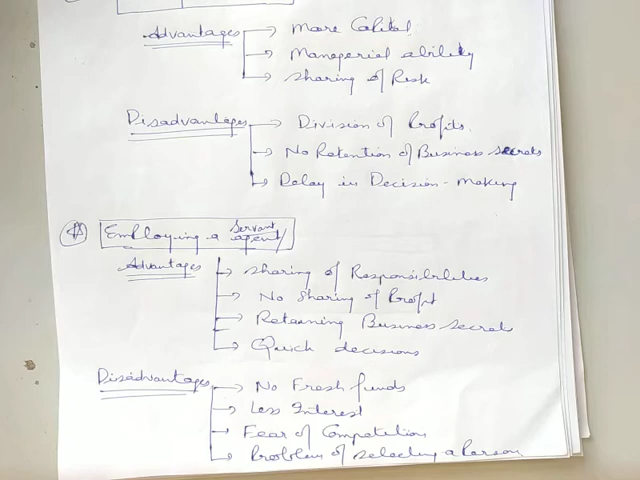 Advantages → More Capital
→ Managerial ability
→ Sharing of Risk
Disadvantages → Division of Profits.
→ No Retention of Business secrets
→ Delay in Decision-making
Employing a servant
agent/
Advantages → Sharing of Responsibilities
→ No Sharing of Profit
→ Retaining Business secrets
→ Quick decisions
Disadvantages → No Fresh funds
→ Less Interest
→ Fear of Competition
→ Problem of selecting a Person